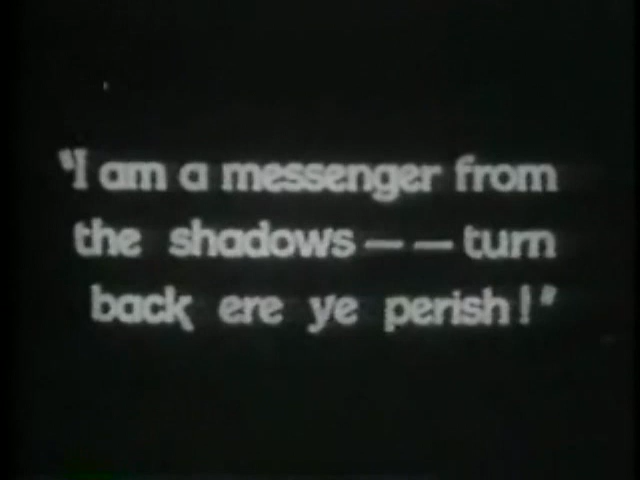 "I am a messenger from
the shadows — — turn
back ere ye perish!"